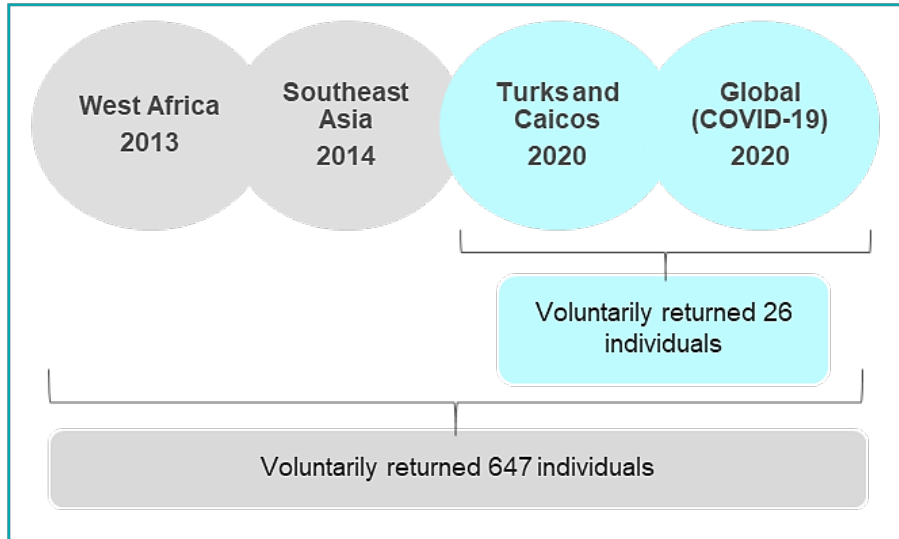 West Africa
2013
Southeast
Asia
2014
Turks and
Caicos
2020
Global
(COVID-19)
2020
Voluntarily returned 26
individuals
Voluntarily returned 647 individuals